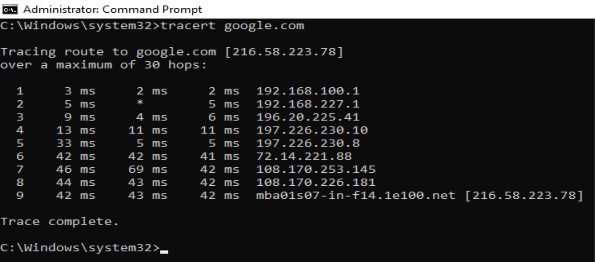 Administrator: Command Prompt
C:\Windows\system32>tracert google.com
Tracing route to google.com [216.58.223.78]
over a maximum of 30 hops:
1 3 ms 2 ms 2 ms 192.168.100.1
2 5 ms * 5 ms 192.168.227.1
3 9 ms 4 ms 6 ms 196.20.225.41
4 13 ms 11 ms 11 ms 197.226.230.10
5 33 ms 5 ms 5 ms 197.226.230.8
6 42 ms 42 ms 41 ms 72.14.221.88
7 46 ms 69 ms 42 ms 108.170.253.145
8 44 ms 43 ms 42 ms 108.170.226.181
9 42 ms 43 ms 42 ms mba01s07-in-f14.1e100.net [216.58.223.78]
Trace complete.
C:\Windows\system32>